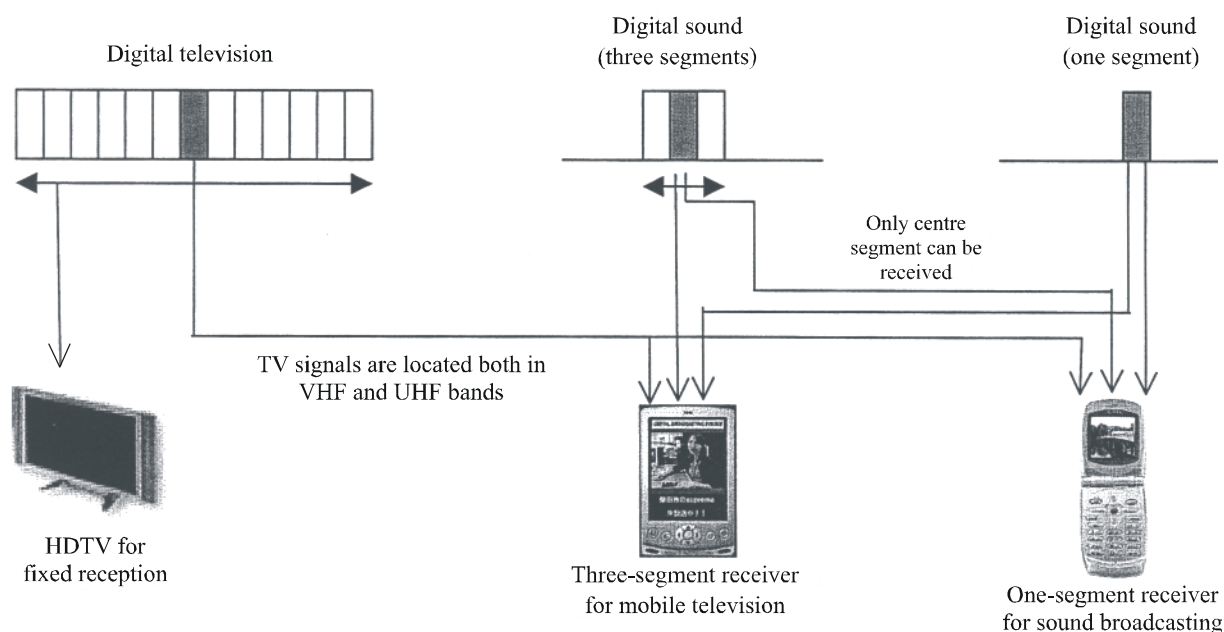 Digital television
Digital sound
(three segments)
Digital sound
(one segment)
Only centre
segment can be
received
TV signals are located both in
VHF and UHF bands
HDTV for
fixed reception
Three-segment receiver
for mobile television
One-segment receiver
for sound broadcasting